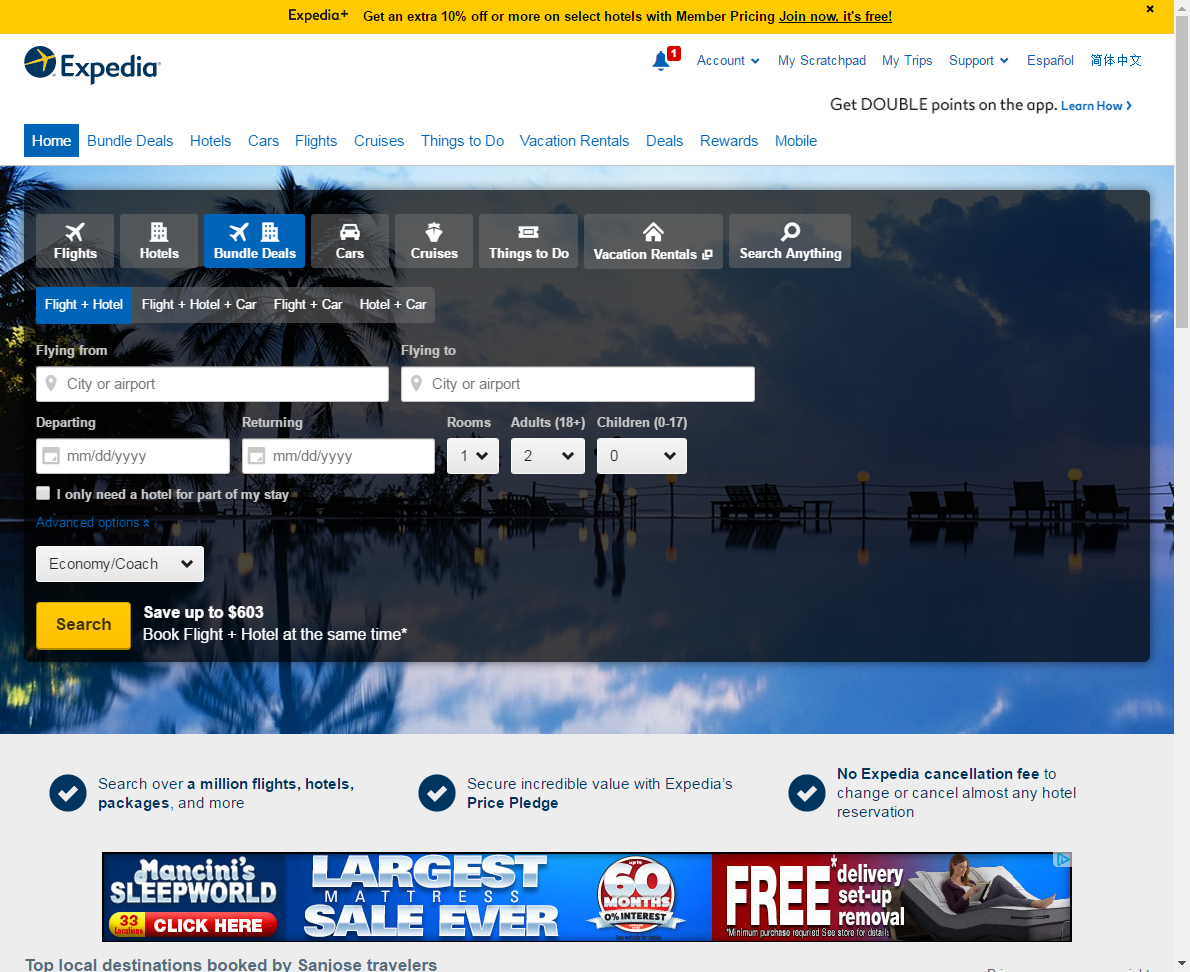 Expedia+ Get an extra 10% off or more on select hotels with Member Pricing Join now, it's free!
Expedia
1
Account My Scratchpad My Trips Support Español 简体中文
Get DOUBLE points on the app. Learn How
Home Bundle Deals Hotels Cars Flights Cruises Things to Do Vacation Rentals Deals Rewards Mobile
Flights Hotels Bundle Deals Cars Cruises Things to Do Vacation Rentals Search Anything
Flight + Hotel Flight + Hotel + Car Flight + Car Hotel + Car
Flying from Flying to
City or airport City or airport
Departing Returning Rooms Adults (18+) Children (0-17)
mm/dd/yyyy mm/dd/yyyy 1 2 0
I only need a hotel for part of my stay
Advanced options
Economy/Coach
Search
Save up to $603
Book Flight + Hotel at the same time*
Search over a million flights, hotels,
packages, and more
Secure incredible value with Expedia's
Price Pledge
No Expedia cancellation fee to
change or cancel almost any hotel
reservation
Mancini's
SLEEPWORLD
33 Locations CLICK HERE
LARGEST
MATTRESS
SALE EVER
up to
60
MONTHS
0% INTEREST
See website for details
FREE* delivery
set-up
removal
*Minimum purchase required See store for details
Top local destinations booked by Sanjose travelers